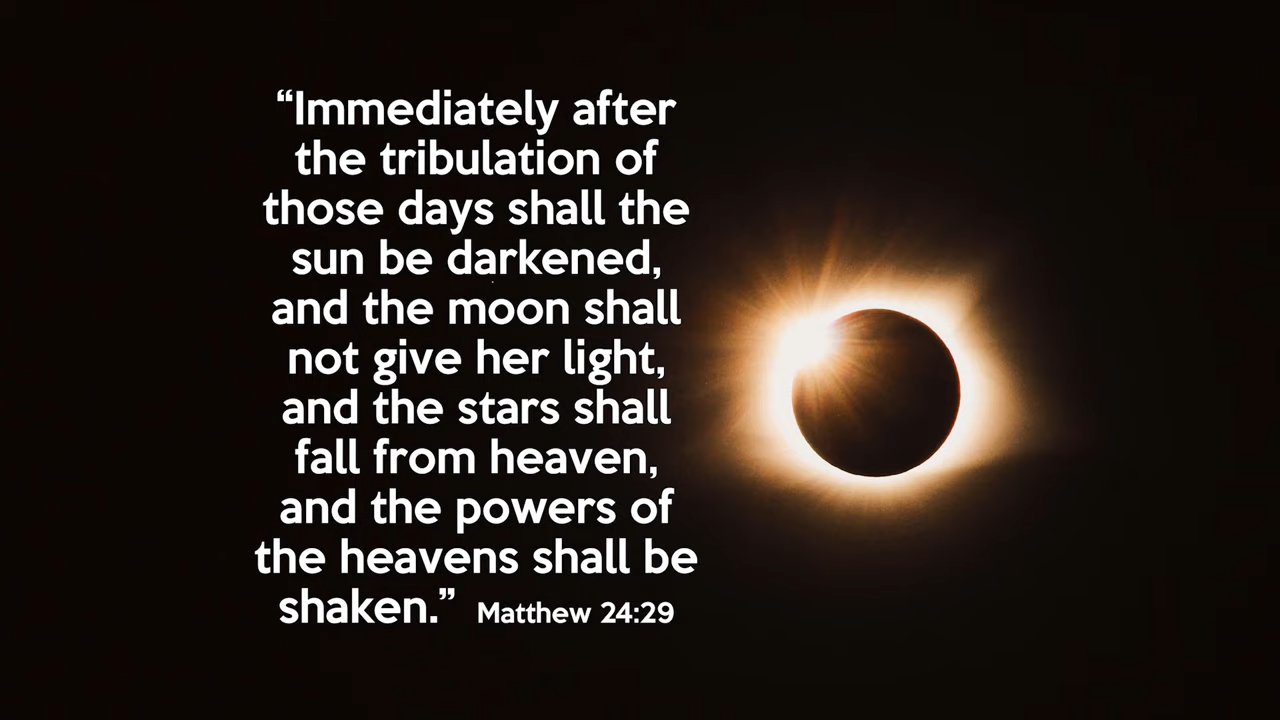 “Immediately after
the tribulation of
those days shall the
sun be darkened,
and the moon shall
not give her light,
and the stars shall
fall from heaven,
and the powers of
the heavens shall be
shaken.” Matthew 24:29